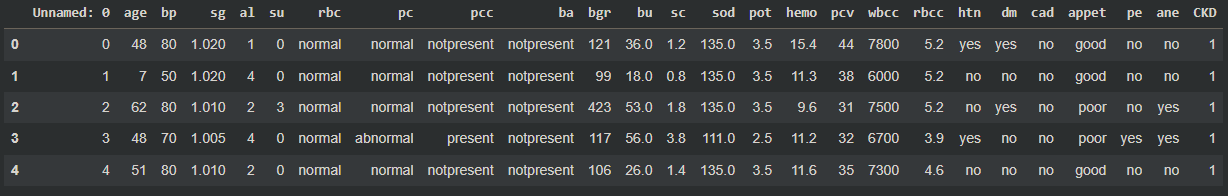 Unnamed: 0 age bp sg al su rbc pc pcc ba bgr bu sc sod pot hemo pcv wbcc rbcc htn dm cad appet pe ane CKD
0 0 48 80 1.020 1 0 normal normal notpresent notpresent 121 36.0 1.2 135.0 3.5 15.4 44 7800 5.2 yes yes no good no no 1
1 1 7 50 1.020 4 0 normal normal notpresent notpresent 99 18.0 0.8 135.0 3.5 11.3 38 6000 5.2 no no no good no no 1
2 2 62 80 1.010 2 3 normal normal notpresent notpresent 423 53.0 1.8 135.0 3.5 9.6 31 7500 5.2 no yes no poor no yes 1
3 3 48 70 1.005 4 0 normal abnormal present notpresent 117 56.0 3.8 111.0 2.5 11.2 32 6700 3.9 yes no no poor yes yes 1
4 4 51 80 1.010 2 0 normal normal notpresent notpresent 106 26.0 1.4 135.0 3.5 11.6 35 7300 4.6 no no no good no no 1